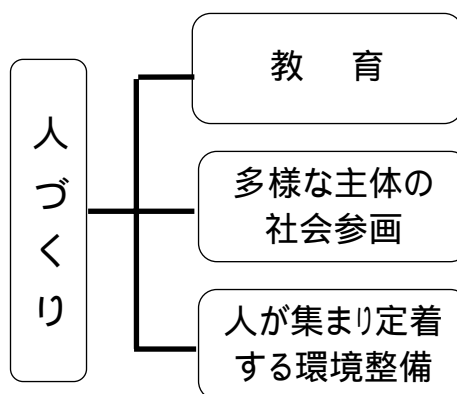 人づくり
教　育
多様な主体の
社会参画
人が集まり定着
する環境整備